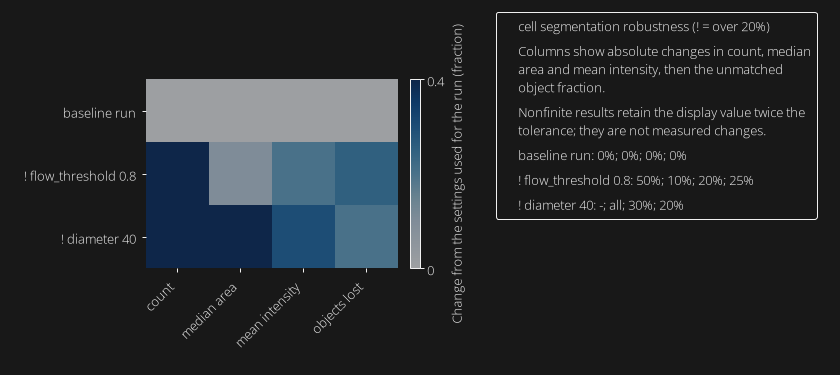 baseline run
! flow_threshold 0.8
! diameter 40
count
median area
mean intensity
objects lost
0.4
0
Change from the settings used for the run (fraction)
cell segmentation robustness (! = over 20%)
Columns show absolute changes in count, median
area and mean intensity, then the unmatched
object fraction.
Nonfinite results retain the display value twice the
tolerance; they are not measured changes.
baseline run: 0%; 0%; 0%; 0%
! flow_threshold 0.8: 50%; 10%; 20%; 25%
! diameter 40: -; all; 30%; 20%